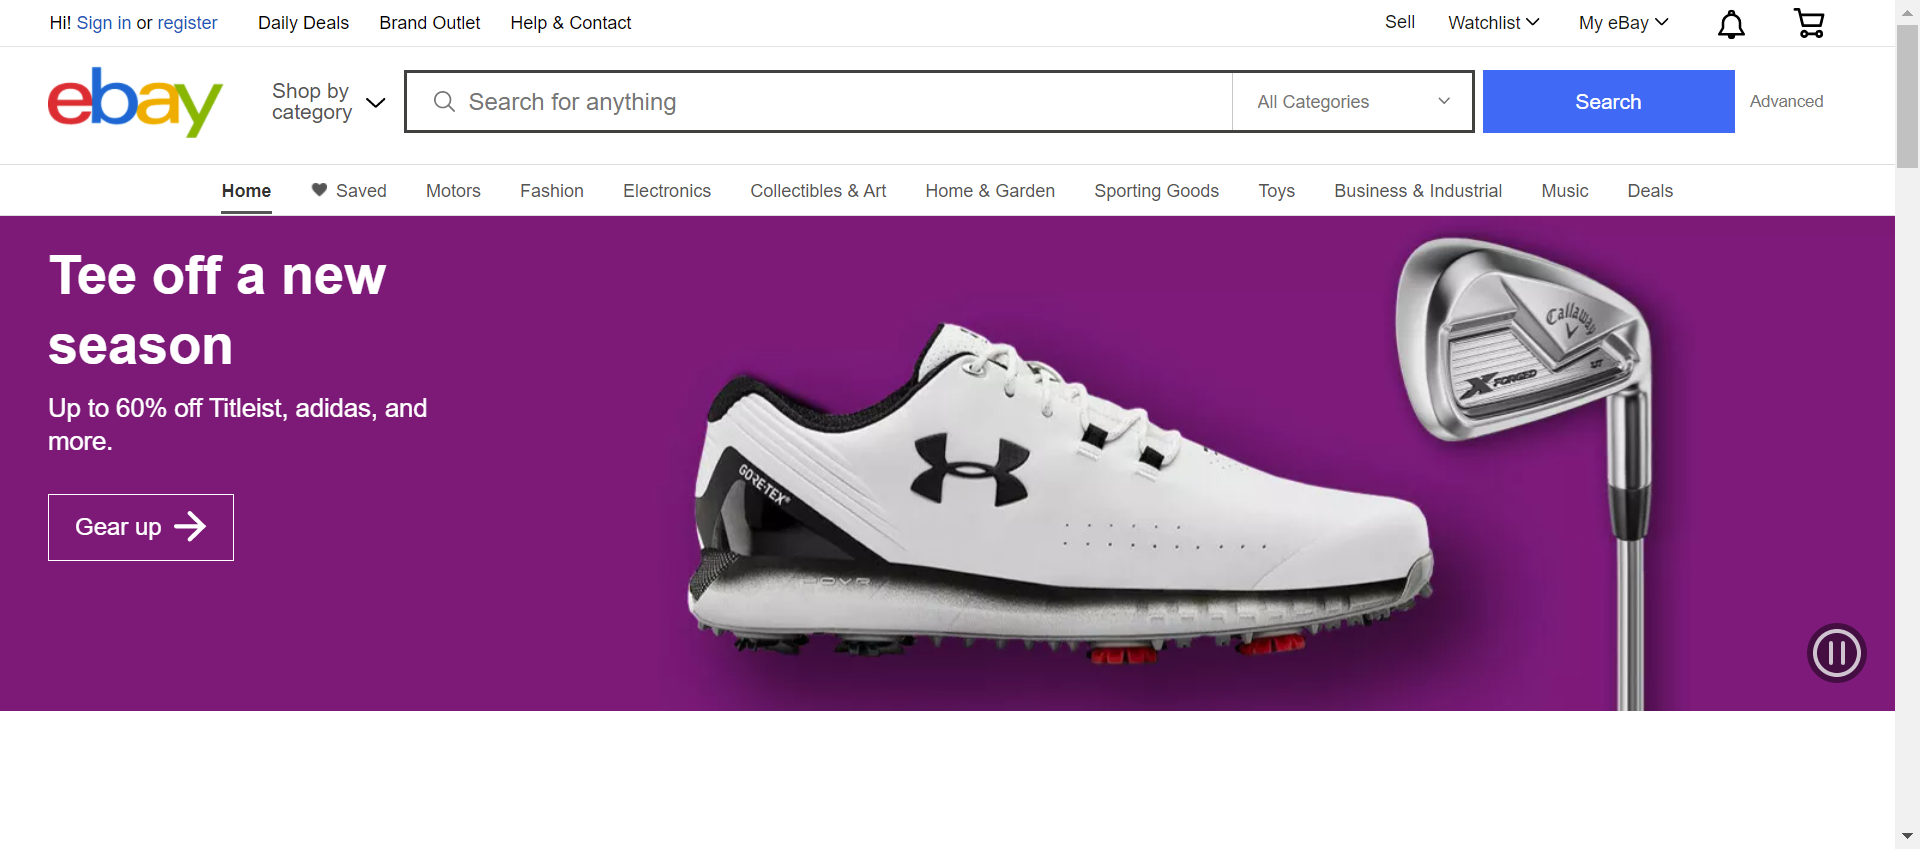 Hi! Sign in or register
Daily Deals
Brand Outlet
Help & Contact
Sell
Watchlist
My eBay
ebay
Shop by
category
Search for anything
All Categories
Search
Advanced
Home
Saved
Motors
Fashion
Electronics
Collectibles & Art
Home & Garden
Sporting Goods
Toys
Business & Industrial
Music
Deals
Tee off a new
season
Up to 60% off Titleist, adidas, and
more.
Gear up
GORE-TEX®
HOVR
Callaway
X FORGED
UT